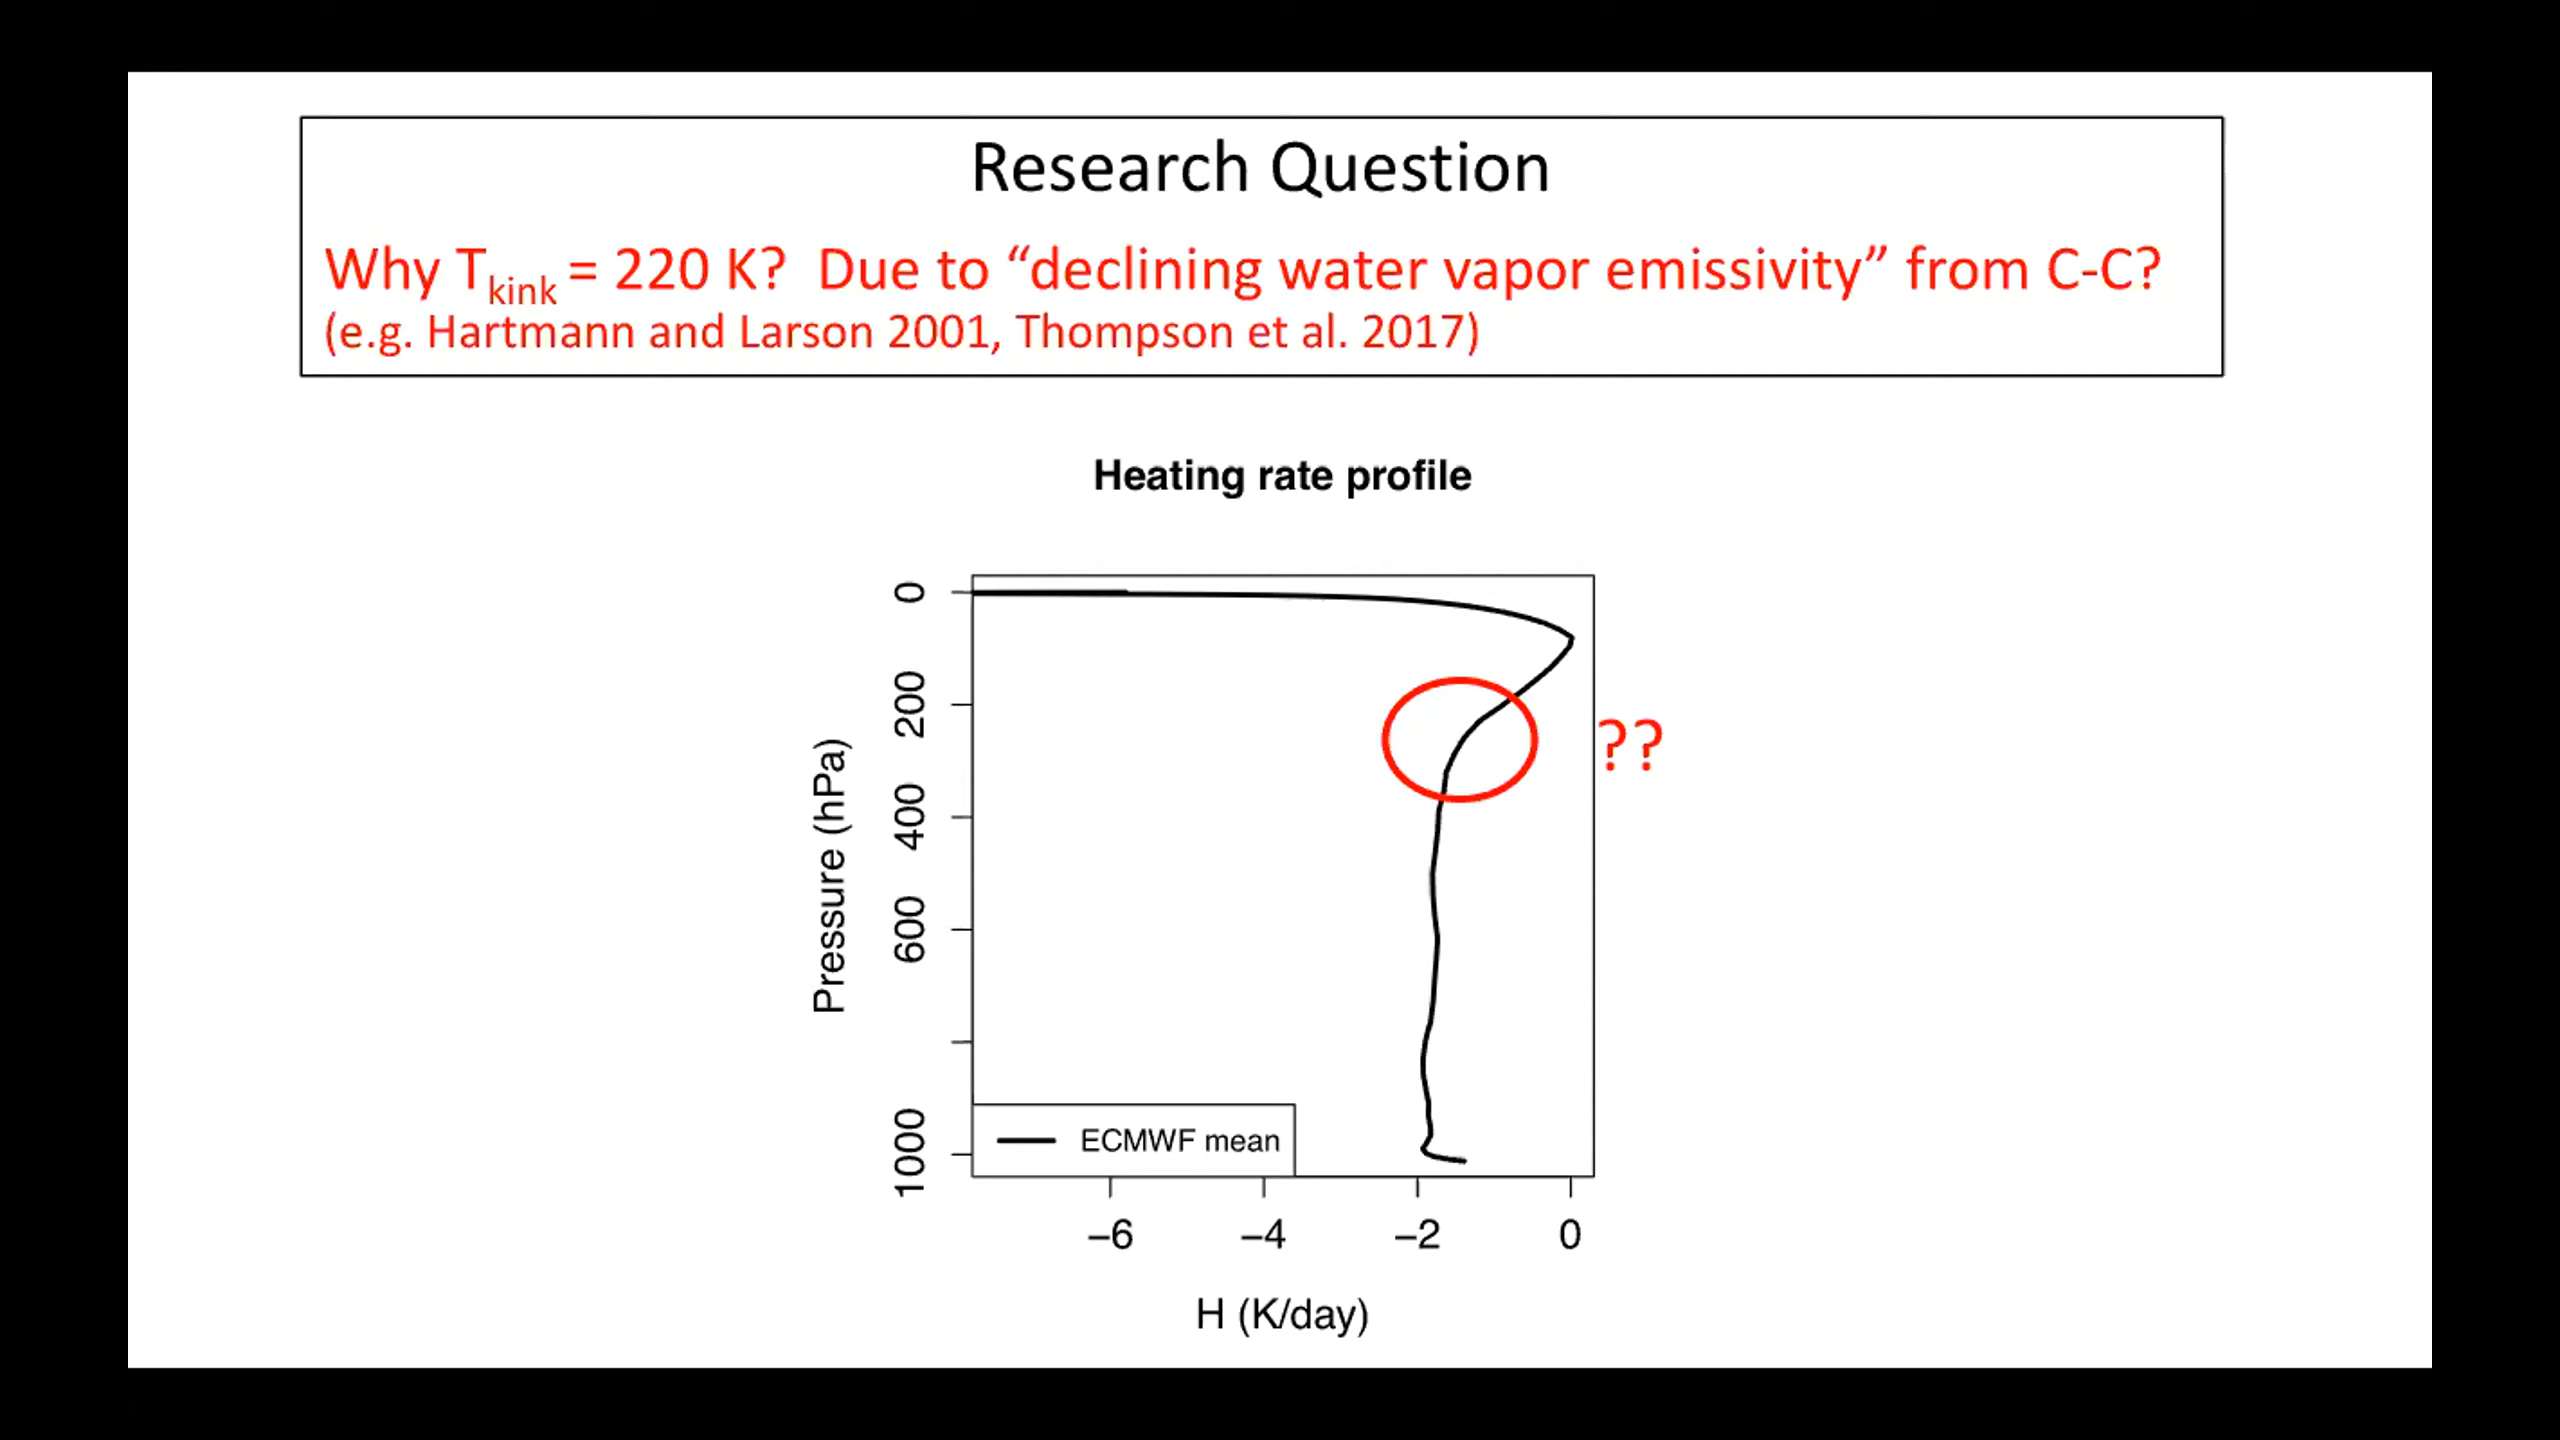 Research Question
Why Tkink = 220 K? Due to “declining water vapor emissivity” from C-C?
(e.g. Hartmann and Larson 2001, Thompson et al. 2017)
Heating rate profile
Pressure (hPa)
0
200
400
600
1000
??
ECMWF mean
−6 −4 −2 0
H (K/day)